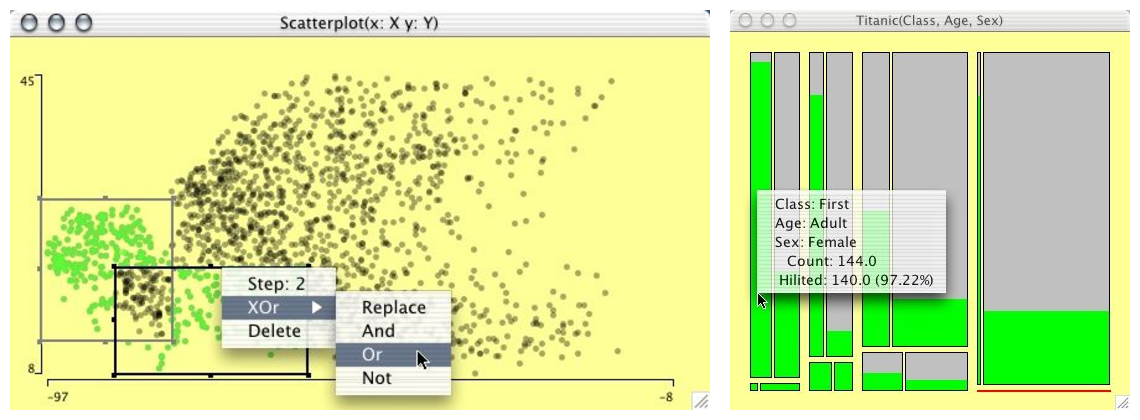 Scatterplot(x: X y: Y)
45
8
-97
-8
Step: 2
XOr
Delete
Replace
And
Or
Not
Titanic(Class, Age, Sex)
Class: First
Age: Adult
Sex: Female
Count: 144.0
Hilited: 140.0 (97.22%)